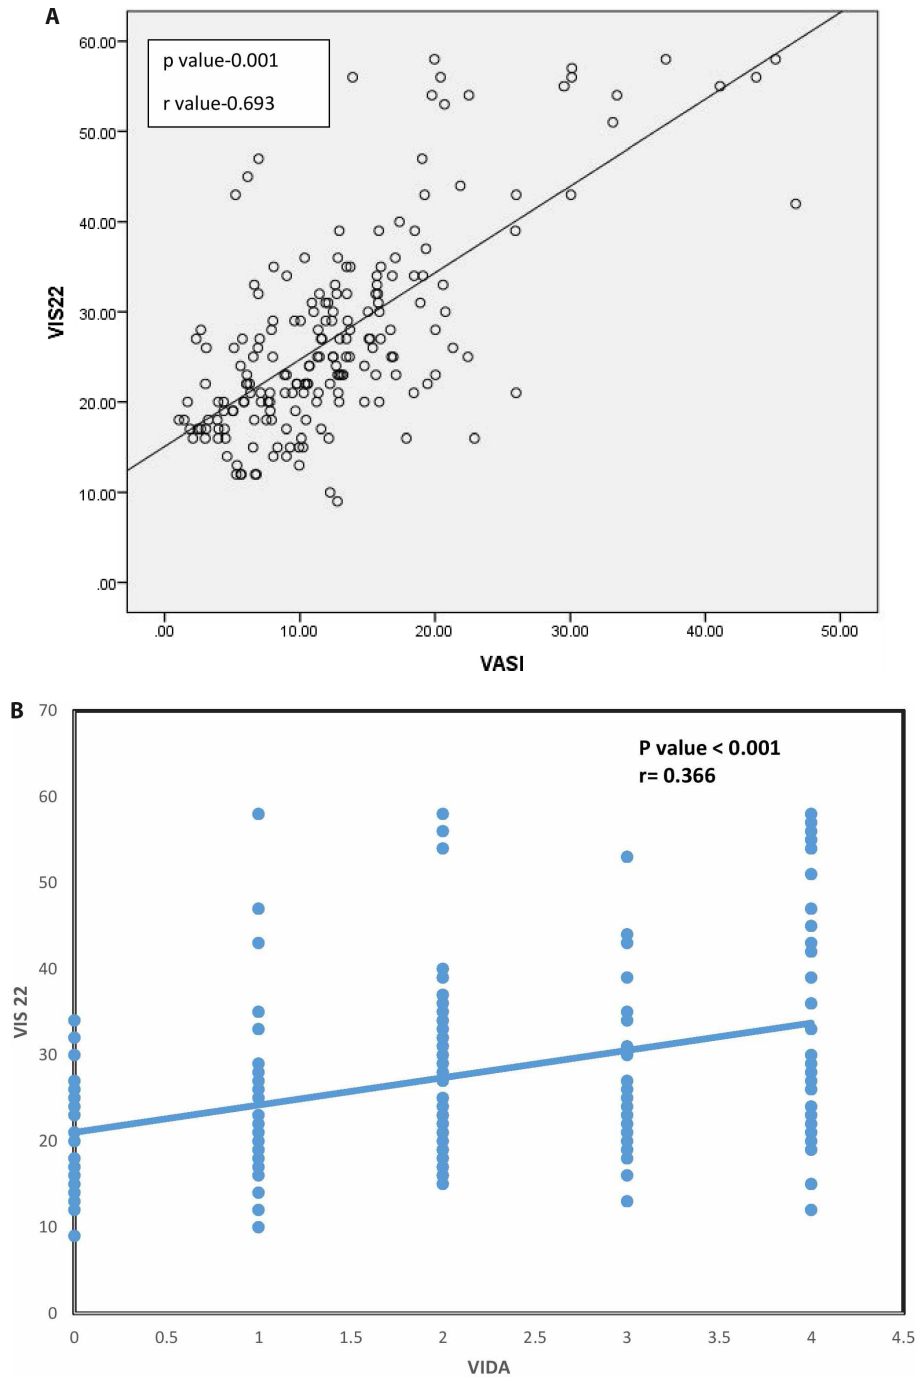 A
p value-0.001
r value-0.693
60.00
50.00
40.00
30.00
20.00
10.00
.00
VIS22
.00 10.00 20.00 30.00 40.00 50.00
VASI
B
P value < 0.001
r= 0.366
70
60
50
40
30
20
10
0
VIS 22
0 0.5 1 1.5 2 2.5 3 3.5 4 4.5
VIDA